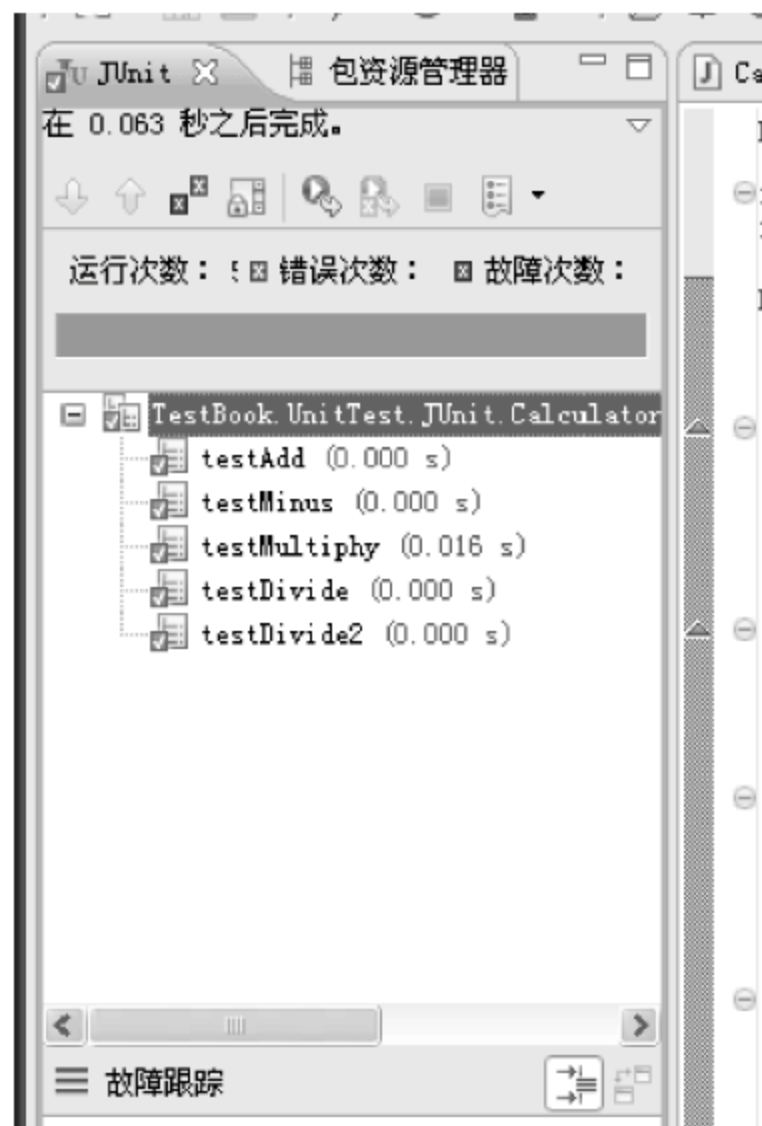 JUnit 包资源管理器 Ca
在 0.063 秒之后完成。
运行次数： 错误次数： 故障次数：
TestBook.UnitTest.JUnit.Calculator
testAdd (0.000 s)
testMinus (0.000 s)
testMultiphy (0.016 s)
testDivide (0.000 s)
testDivide2 (0.000 s)
故障跟踪